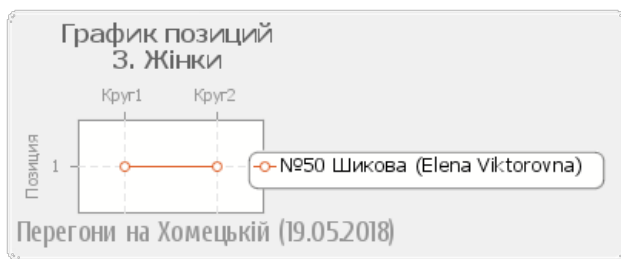 График позиций
3. Жінки
Круг1 Круг2
Позиция
1
№50 Шикова (Elena Viktorovna)
Перегони на Хомецькій (19.05.2018)